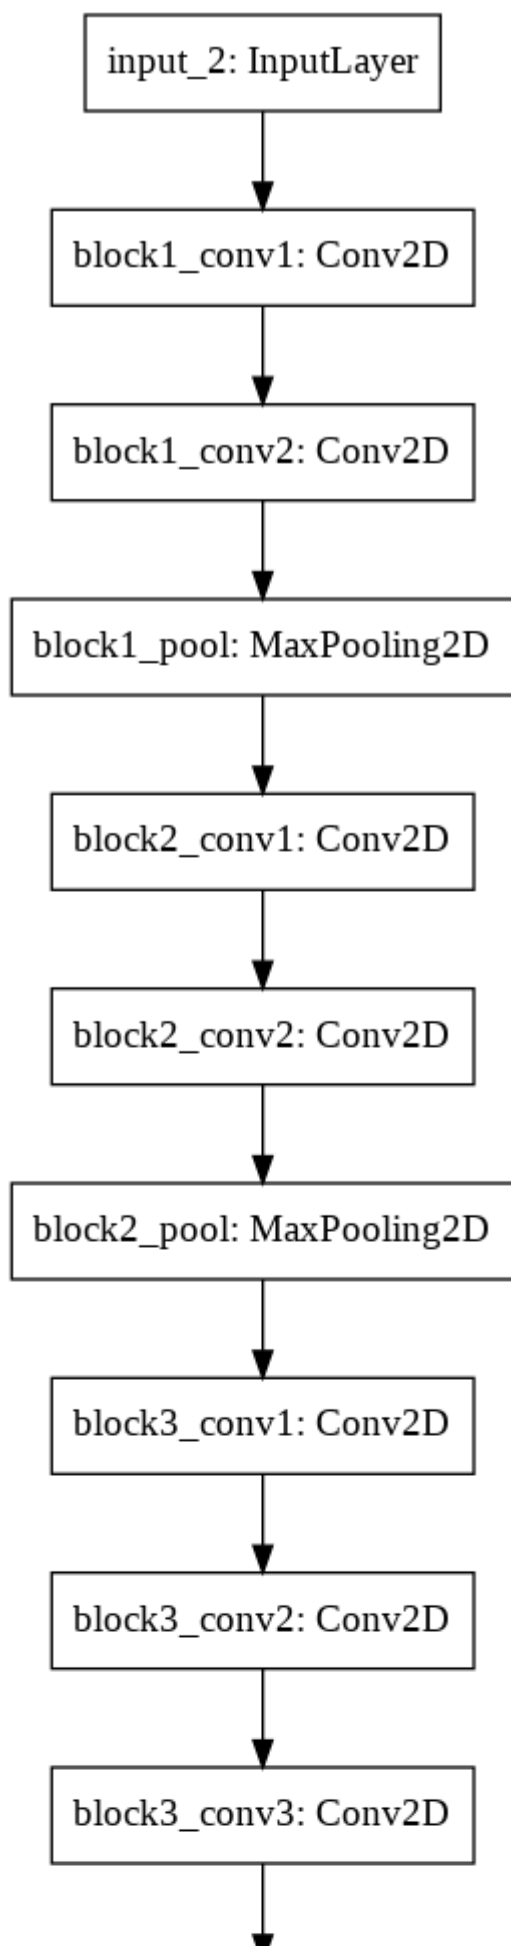 input_2: InputLayer
block1_conv1: Conv2D
block1_conv2: Conv2D
block1_pool: MaxPooling2D
block2_conv1: Conv2D
block2_conv2: Conv2D
block2_pool: MaxPooling2D
block3_conv1: Conv2D
block3_conv2: Conv2D
block3_conv3: Conv2D